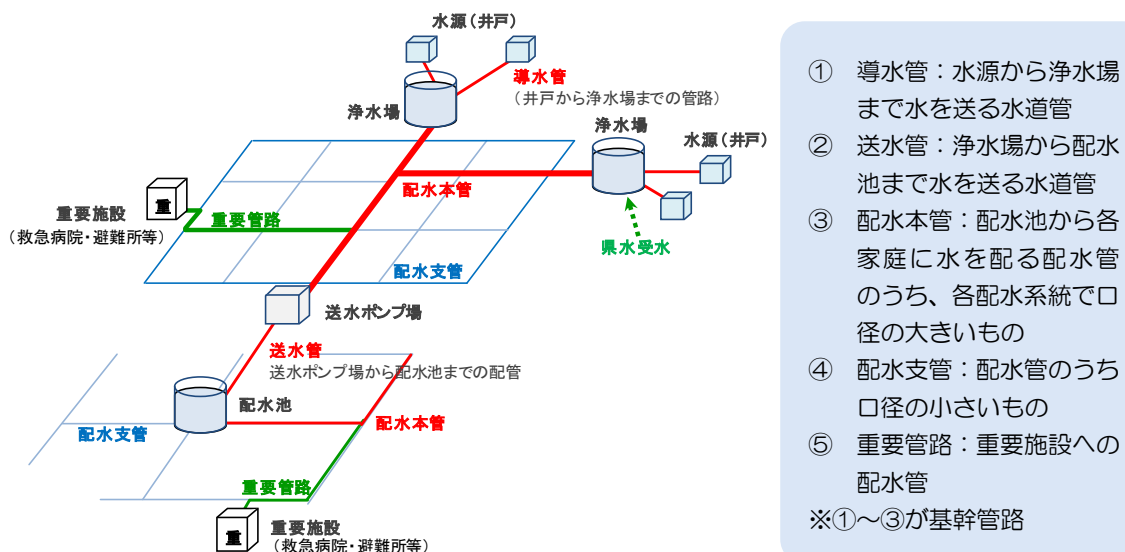 水源(井戸)
導水管
(井戸から浄水場までの管路)
浄水場
浄水場
水源(井戸)
配水本管
重
重要施設
(救急病院・避難所等)
重要管路
県水受水
配水支管
送水ポンプ場
送水管
送水ポンプ場から配水池までの配管
配水池
配水支管
配水本管
重要管路
重
重要施設
(救急病院・避難所等)
① 導水管:水源から浄水場
まで水を送る水道管
② 送水管:浄水場から配水
池まで水を送る水道管
③ 配水本管:配水池から各
家庭に水を配る配水管
のうち、各配水系統で口
径の大きいもの
④ 配水支管:配水管のうち
口径の小さいもの
⑤ 重要管路:重要施設への
配水管
※①~③が基幹管路